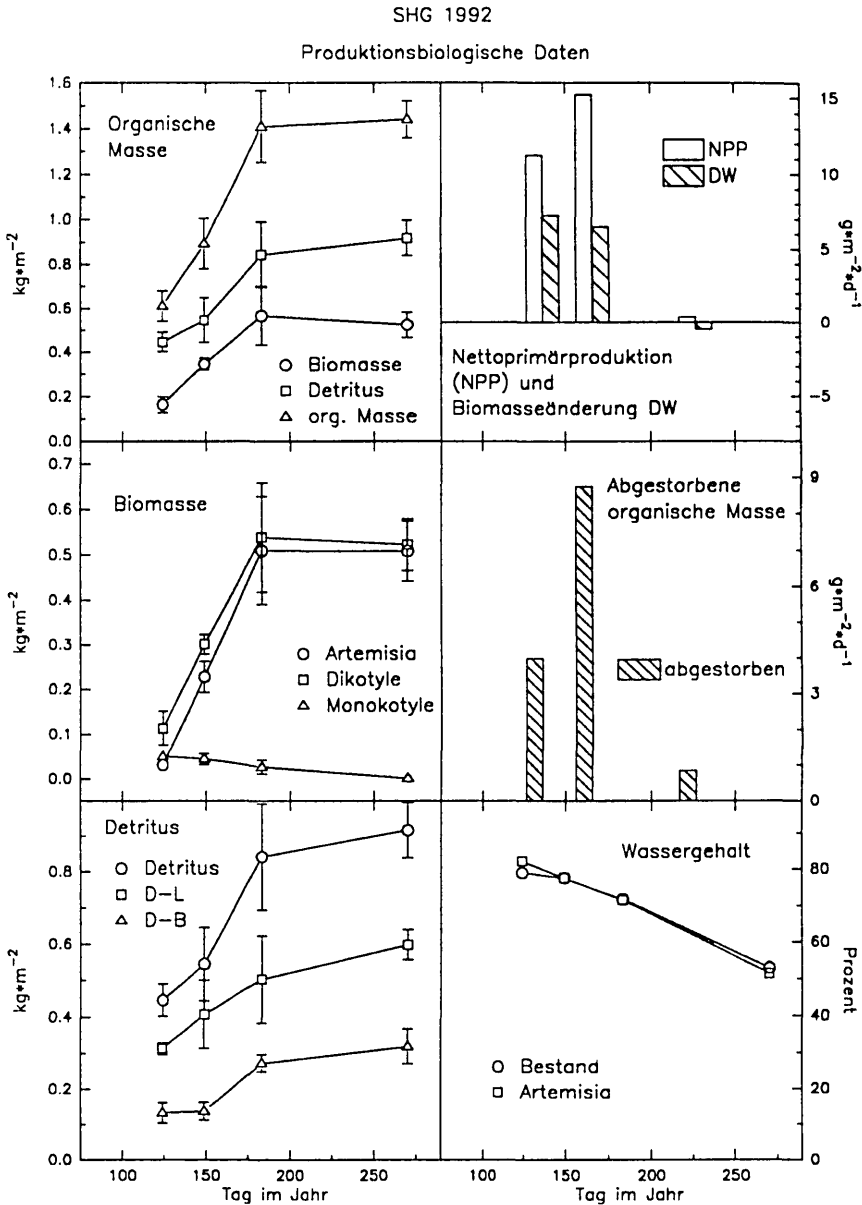 SHG 1992
Produktionsbiologische Daten
Organische
Masse
1.6
1.4
1.2
1.0
0.8
0.6
0.4
0.2
0.0
kg*m-2
Biomasse
Detritus
org. Masse
NPP
DW
15
10
5
0
-5
g*m-2*d-1
Nettoprimärproduktion
(NPP) und
Biomasseänderung DW
Biomasse
0.7
0.6
0.5
0.4
0.3
0.2
0.1
0.0
kg*m-2
Artemisia
Dikotyle
Monokotyle
Abgestorbene
organische Masse
abgestorben
9
6
3
0
g*m-2*d-1
Detritus
Detritus
D-L
D-B
0.8
0.6
0.4
0.2
0.0
kg*m-2
100 150 200 250
Tag im Jahr
Wassergehalt
Bestand
Artemisia
80
60
40
20
0
Prozent
100 150 200 250
Tag im Jahr